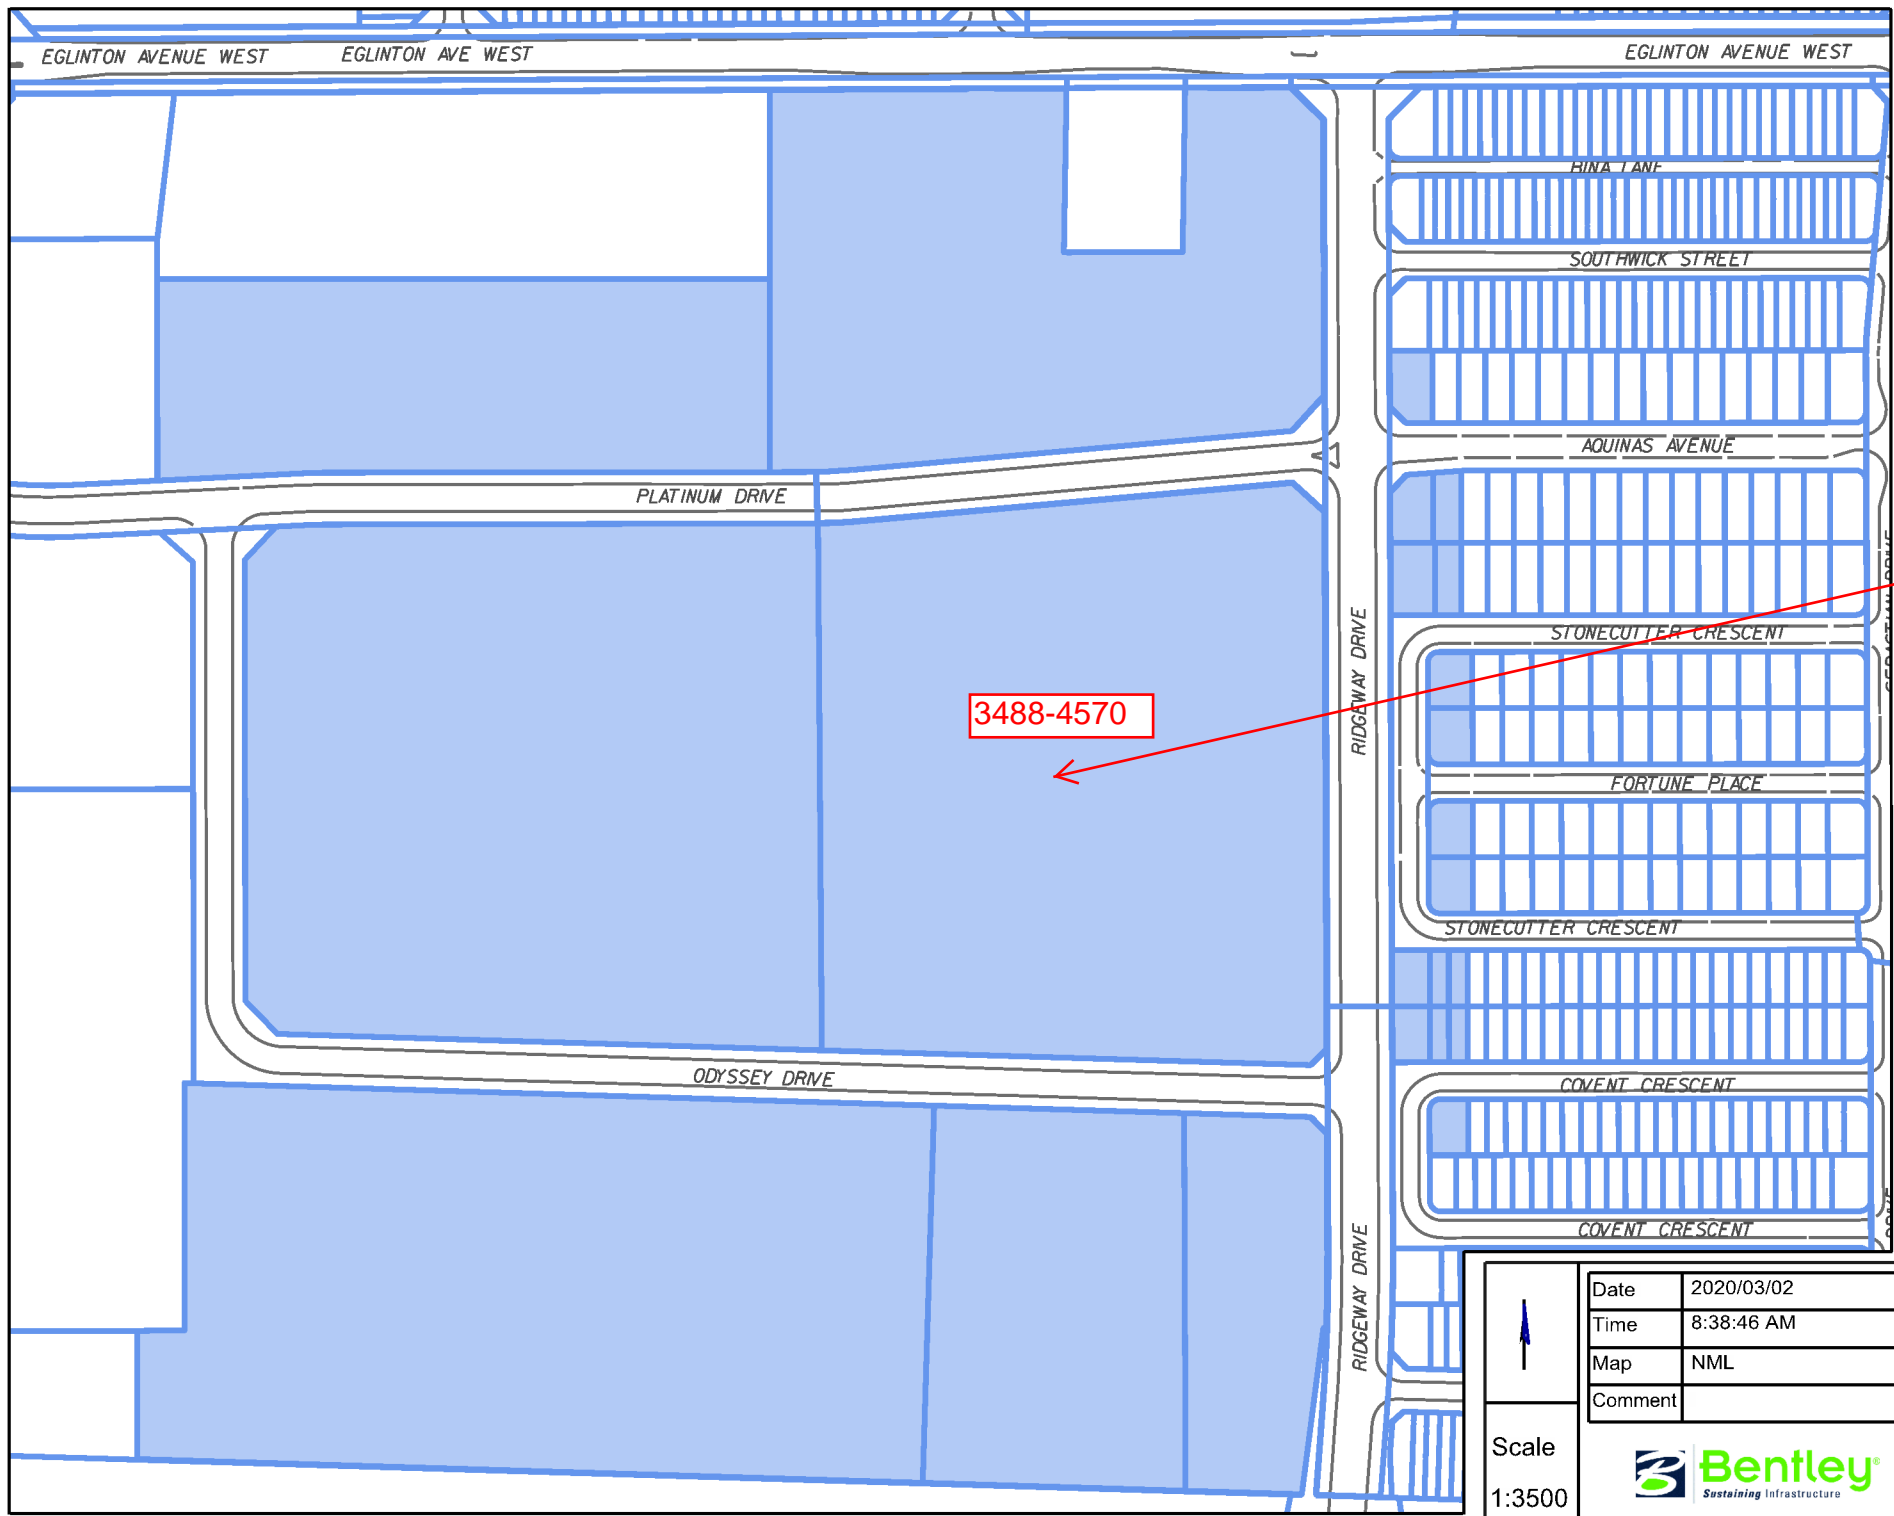 EGLINTON AVENUE WEST
EGLINTON AVE WEST
EGLINTON AVENUE WEST
BINA LANE
SOUTHWICK STREET
AQUINAS AVENUE
PLATINUM DRIVE
STONECUTTER CRESCENT
RIDGEWAY DRIVE
3488-4570
FORTUNE PLACE
STONECUTTER CRESCENT
ODYSSEY DRIVE
COVENT CRESCENT
COVENT CRESCENT
RIDGEWAY DRIVE
Date 2020/03/02
Time 8:38:46 AM
Map NML
Comment
Scale
1:3500
Bentley®
Sustaining Infrastructure